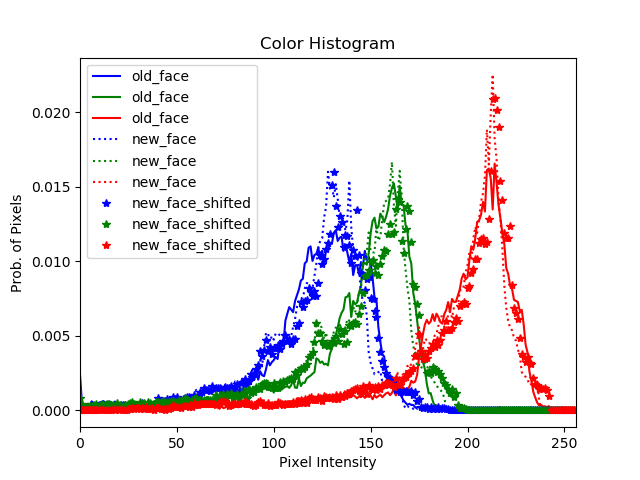 Color Histogram
old_face
old_face
old_face
new_face
new_face
new_face
new_face_shifted
new_face_shifted
new_face_shifted
Prob. of Pixels
0.020
0.015
0.010
0.005
0.000
0 50 100 150 200 250
Pixel Intensity